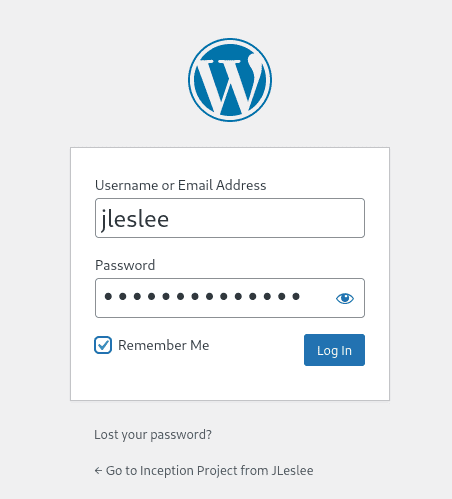 Username or Email Address
jleslee
Password
••••••••••••••
Remember Me
Log In
Lost your password?
← Go to Inception Project from JLeslee